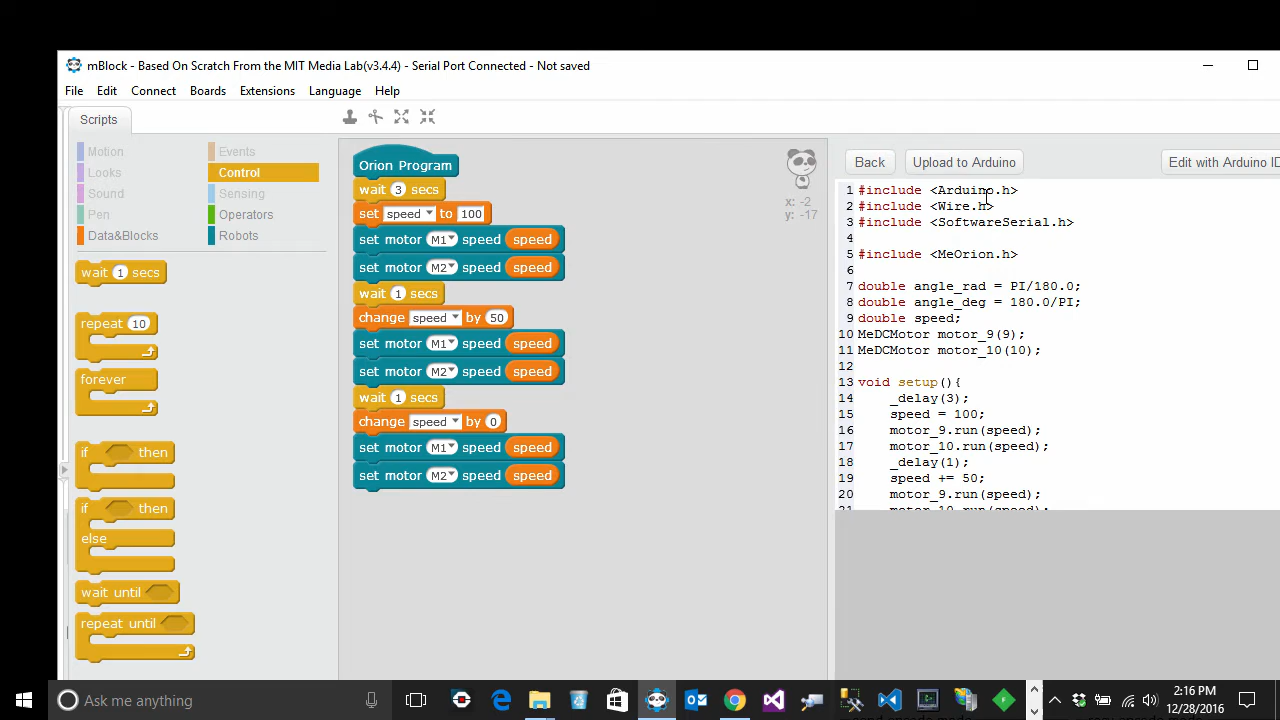 mBlock - Based On Scratch From the MIT Media Lab(v3.4.4) - Serial Port Connected - Not saved
File Edit Connect Boards Extensions Language Help
Scripts
Motion Events
Looks Control
Sound Sensing
Pen Operators
Data&Blocks Robots
wait 1 secs
repeat 10
forever
if then
if then
else
wait until
repeat until
Orion Program
wait 3 secs
set speed to 100
set motor M1 speed speed
set motor M2 speed speed
wait 1 secs
change speed by 50
set motor M1 speed speed
set motor M2 speed speed
wait 1 secs
change speed by 0
set motor M1 speed speed
set motor M2 speed speed
x: -2
y: -17
Back Upload to Arduino Edit with Arduino ID
1 #include <Arduino.h>
2 #include <Wire.h>
3 #include <SoftwareSerial.h>
4
5 #include <MeOrion.h>
6
7 double angle_rad = PI/180.0;
8 double angle_deg = 180.0/PI;
9 double speed;
10 MeDCMotor motor_9(9);
11 MeDCMotor motor_10(10);
12
13 void setup(){
14 _delay(3);
15 speed = 100;
16 motor_9.run(speed);
17 motor_10.run(speed);
18 _delay(1);
19 speed += 50;
20 motor_9.run(speed);
21 motor_10.run(speed);
Ask me anything
2:16 PM
12/28/2016